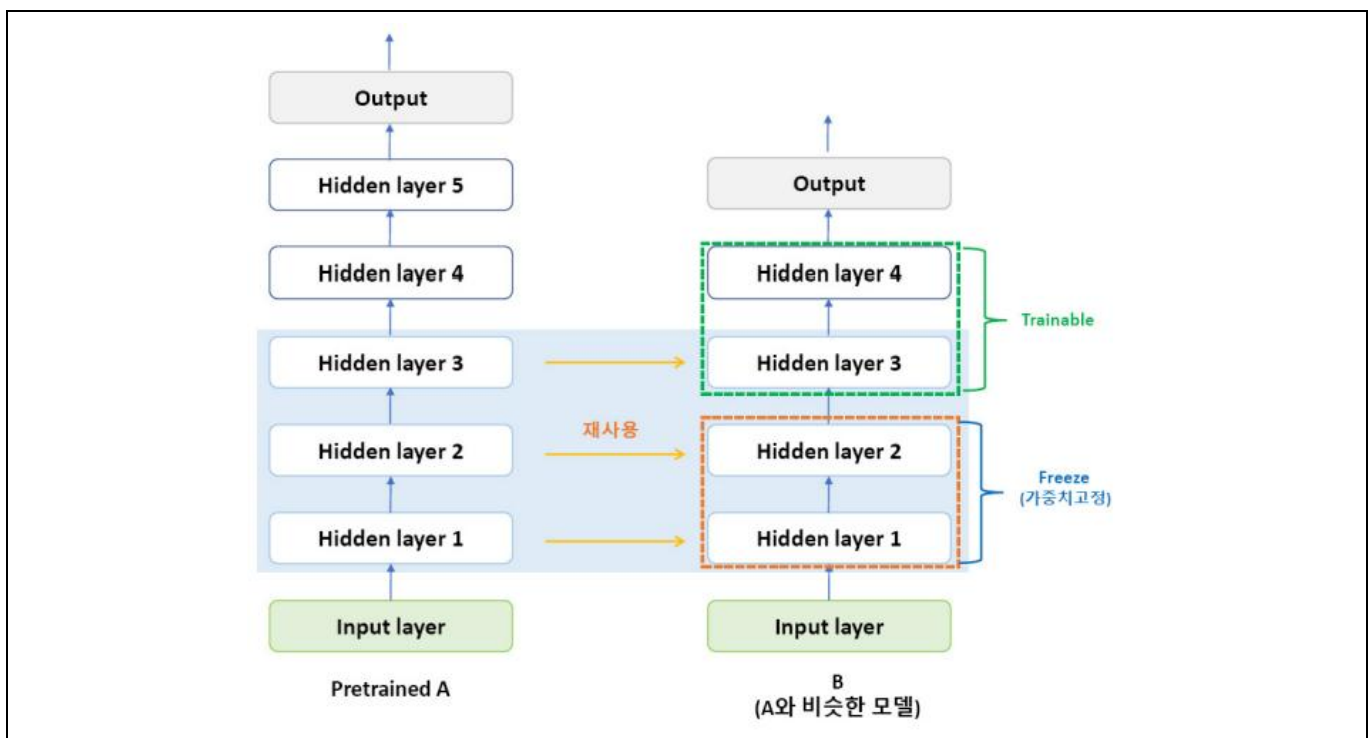 Output
Hidden layer 5
Hidden layer 4
Hidden layer 3
Hidden layer 2
Hidden layer 1
Input layer
Pretrained A
재사용
Output
Hidden layer 4
Hidden layer 3
Hidden layer 2
Hidden layer 1
Input layer
B
(A와 비슷한 모델)
Trainable
Freeze
(가중치고정)